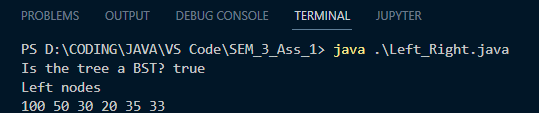 PROBLEMS OUTPUT DEBUG CONSOLE TERMINAL JUPYTER
PS D:\CODING\JAVA\VS Code\SEM_3_Ass_1> java .\Left_Right.java
Is the tree a BST? true
Left nodes
100 50 30 20 35 33